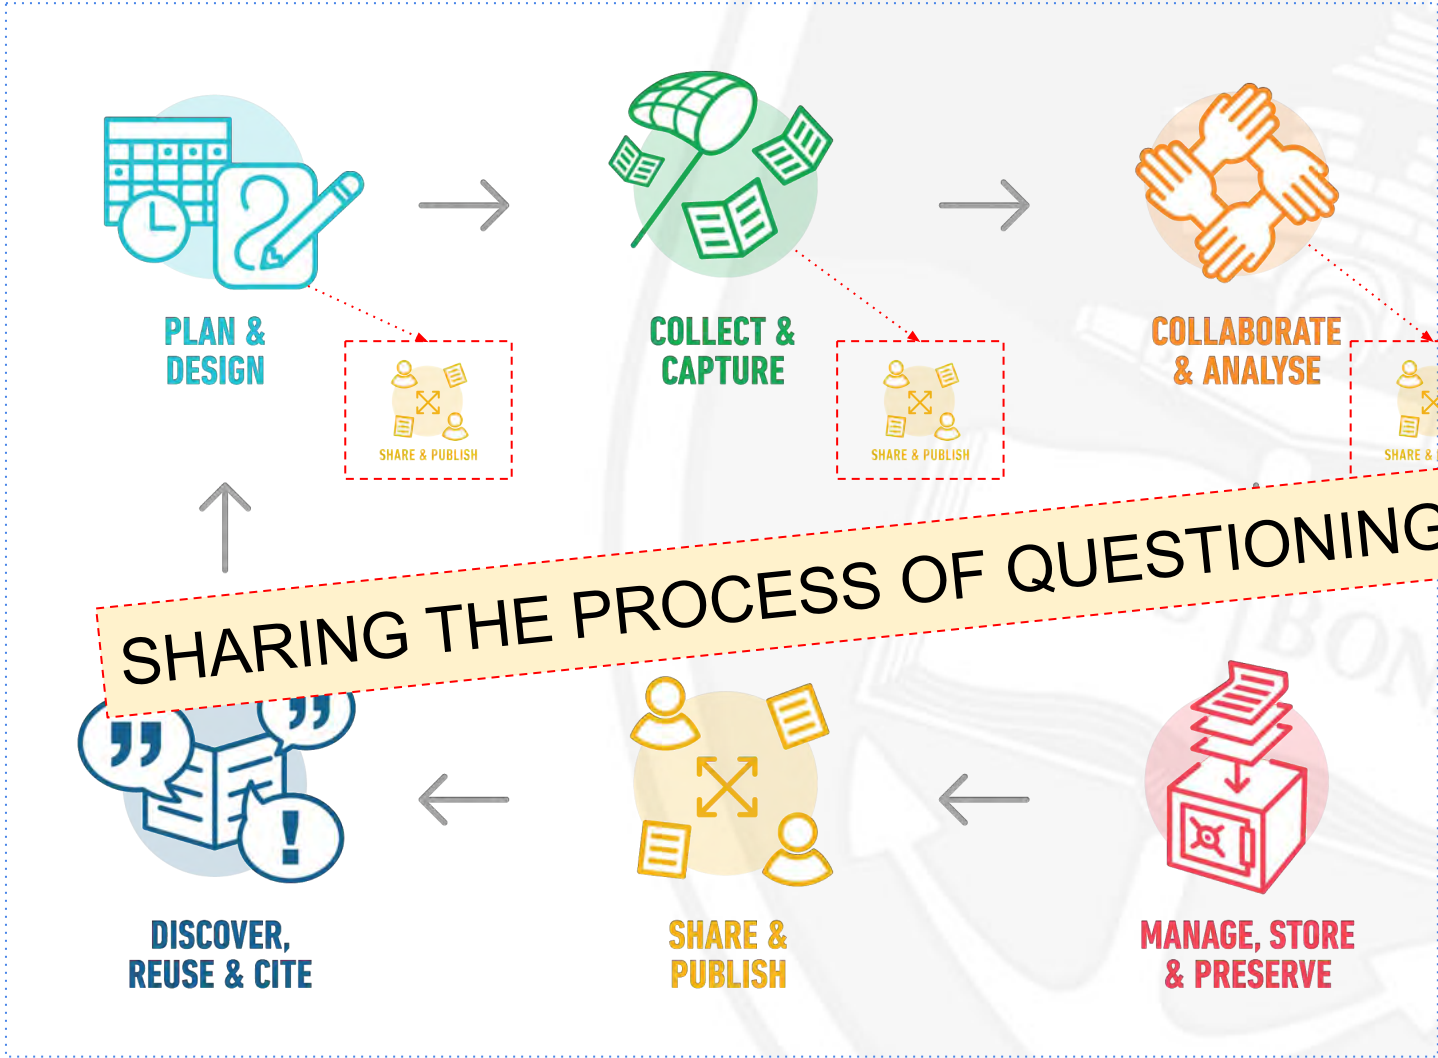 PLAN &
DESIGN
COLLECT &
CAPTURE
COLLABORATE
& ANALYSE
SHARE & PUBLISH
SHARE & PUBLISH
SHARE &
SHARING THE PROCESS OF QUESTIONING
DISCOVER,
REUSE & CITE
SHARE &
PUBLISH
MANAGE, STORE
& PRESERVE